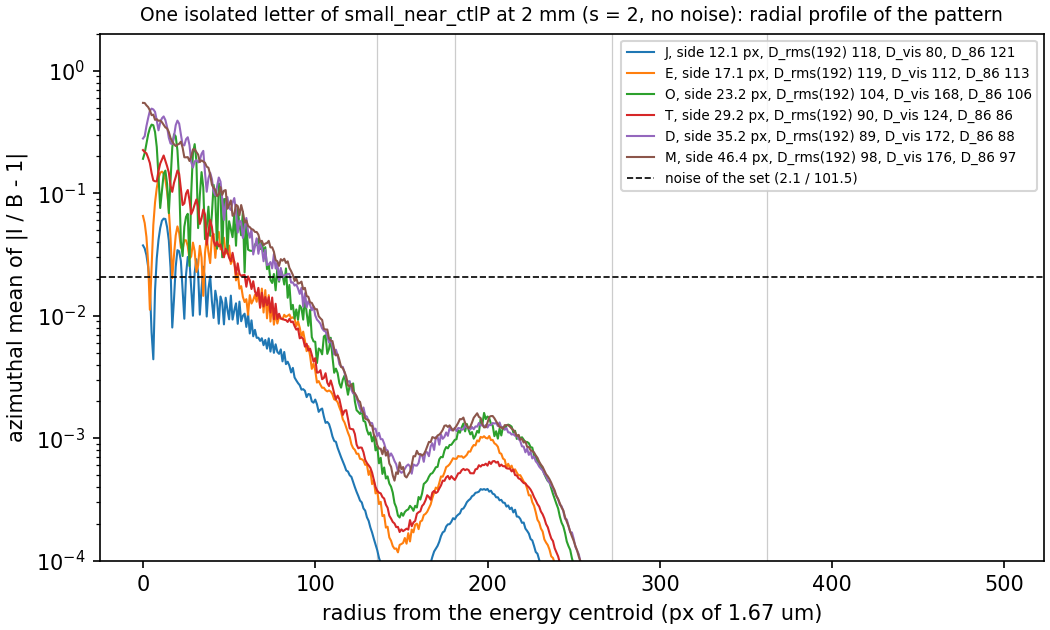 One isolated letter of small_near_ctlP at 2 mm (s = 2, no noise): radial profile of the pattern
azimuthal mean of |I / B - 1|
10^0
10^-1
10^-2
10^-3
10^-4
J, side 12.1 px, D_rms(192) 118, D_vis 80, D_86 121
E, side 17.1 px, D_rms(192) 119, D_vis 112, D_86 113
O, side 23.2 px, D_rms(192) 104, D_vis 168, D_86 106
T, side 29.2 px, D_rms(192) 90, D_vis 124, D_86 86
D, side 35.2 px, D_rms(192) 89, D_vis 172, D_86 88
M, side 46.4 px, D_rms(192) 98, D_vis 176, D_86 97
noise of the set (2.1 / 101.5)
0 100 200 300 400 500
radius from the energy centroid (px of 1.67 um)